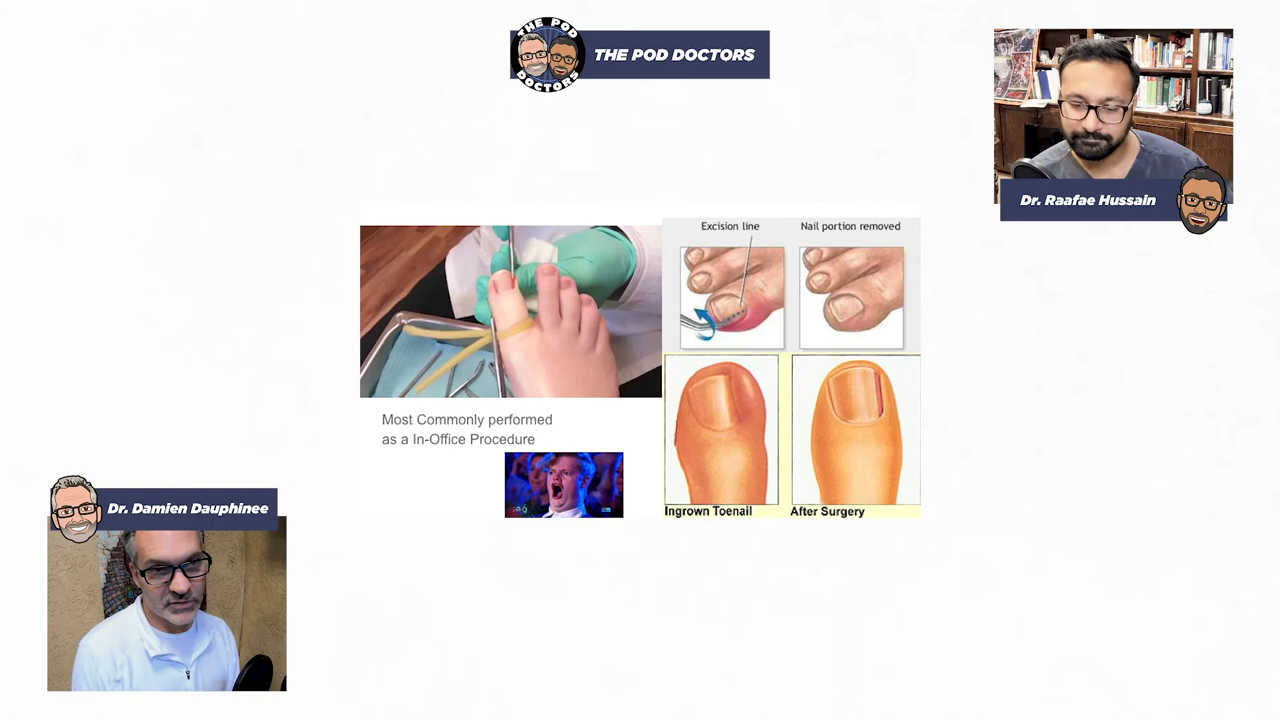 THE POD
DOCTORS
THE POD DOCTORS
Dr. Raafae Hussain
Excision line
Nail portion removed
Most Commonly performed
as a In-Office Procedure
Ingrown Toenail
After Surgery
Dr. Damien Dauphinee